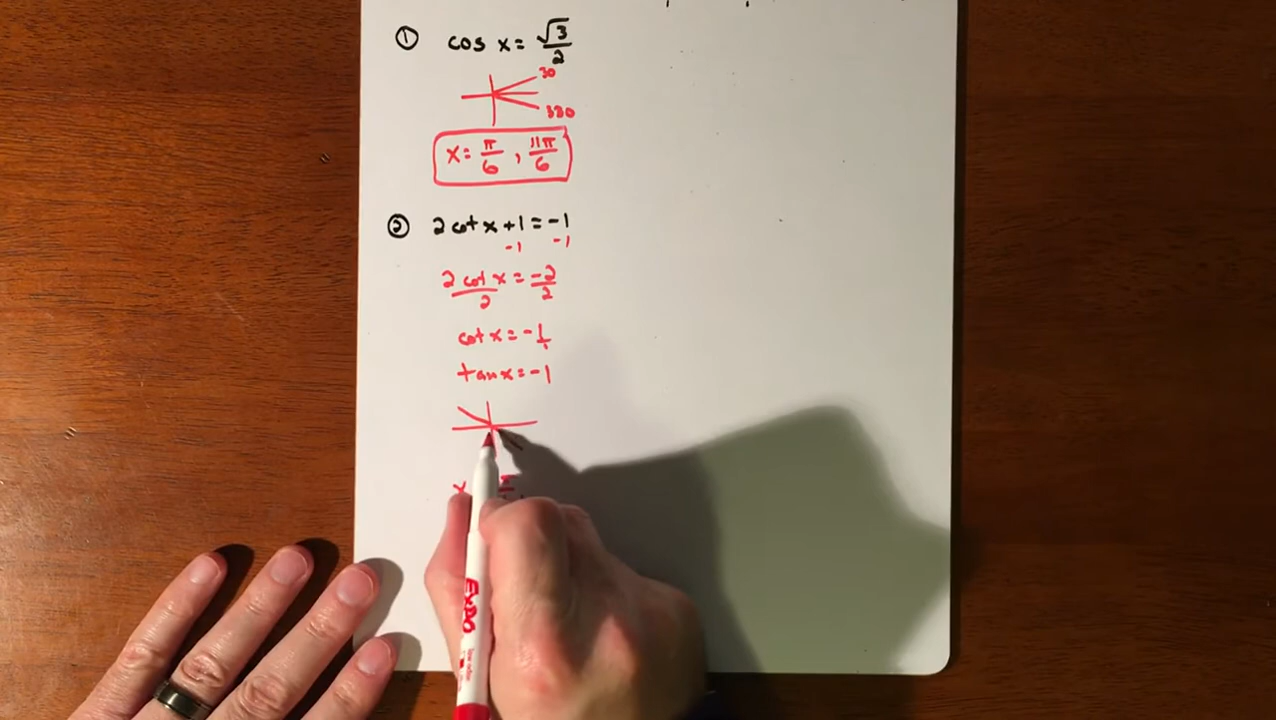 ① cos x = √3/2
30
330
x = π/6, 11π/6
② 2 cot x + 1 = -1
-1 -1
2 cot x/2 = -2/2
cot x = -1/1
tan x = -1
x
EXPO